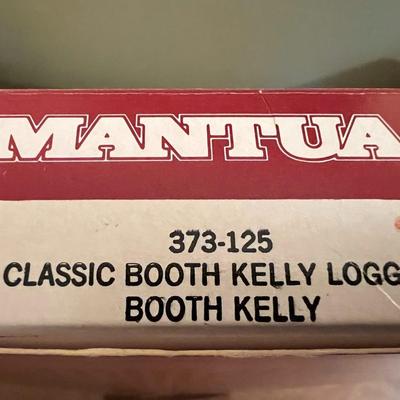 MANTUA
373-125
CLASSIC BOOTH KELLY LOGG
BOOTH KELLY